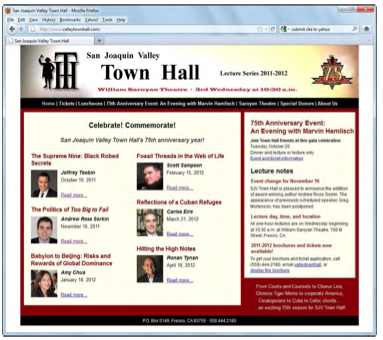 San Joaquin Valley Town Hall - Mozilla Firefox
File Edit View History Bookmarks Yahoo! Tools Help
http://www.valleytownhall.com/
submit site to yahoo
San Joaquin Valley Town Hall
San Joaquin Valley
Town Hall
Lecture Series 2011-2012
William Saroyan Theatre • 3rd Wednesday at 10:30 a.m.
Home | Tickets | Luncheons | 75th Anniversary Event: An Evening with Marvin Hamlisch | Saroyan Theatre | Special Donors | About Us
Celebrate! Commemorate!
San Joaquin Valley Town Hall's 75th anniversary year!
The Supreme Nine: Black Robed
Secrets
Jeffrey Toobin
October 19, 2011
Read more...
The Politics of Too Big to Fail
Andrew Ross Sorkin
November 16, 2011
Read more...
Babylon to Beijing: Risks and
Rewards of Global Dominance
Amy Chua
January 18, 2012
Read more...
Fossil Threads in the Web of Life
Scott Sampson
February 15, 2012
Read more...
Reflections of a Cuban Refugee
Carlos Eire
March 21, 2012
Read more...
Hitting the High Notes
Ronan Tynan
April 18, 2012
Read more...
75th Anniversary Event:
An Evening with Marvin Hamlisch
Join Town Hall friends at this gala celebration
Tuesday, October 25
Dinner and lecture or lecture only
Event and ticket information
Lecture notes
Event change for November 16
SJV Town Hall is pleased to announce the addition
of award-winning author Andrew Ross Sorkin. The
appearance of previously scheduled speaker, Greg
Mortenson, has been postponed.
Lecture day, time, and location
All one-hour lectures are on Wednesday beginning
at 10:30 a.m. at William Saroyan Theatre, 700 M
Street, Fresno, CA.
2011-2012 brochures and tickets now
available!
To get your brochure and ticket application, call
(559) 444-2180, email
display the brochure.
From Courts-and-Counsels to Chorus Line,
Chinese Tiger Moms to corporate America,
Ceratopsians to Cuba to Celtic chords...
...an exciting 75th season for SJV Town Hall!
P.O. Box 5149, Fresno, CA 93755 - 559-444-2180